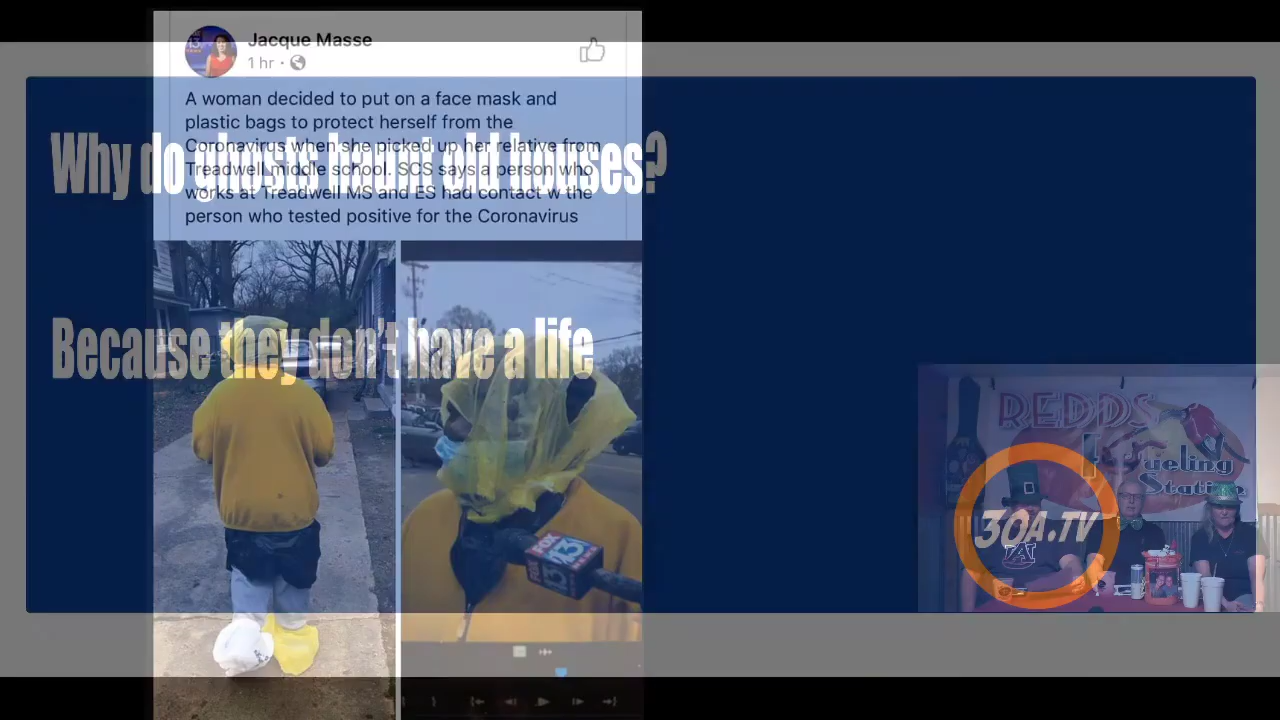 Jacque Masse
1 hr ·
A woman decided to put on a face mask and
plastic bags to protect herself from the
Coronavirus when she picked up her relative from
Treadwell middle school. SCS says a person who
works at Treadwell MS and ES had contact w the
person who tested positive for the Coronavirus
Why do ghosts haunt old houses?
Because they don't have a life
FOX
13
REDDS
Fueling
Station
30A.TV